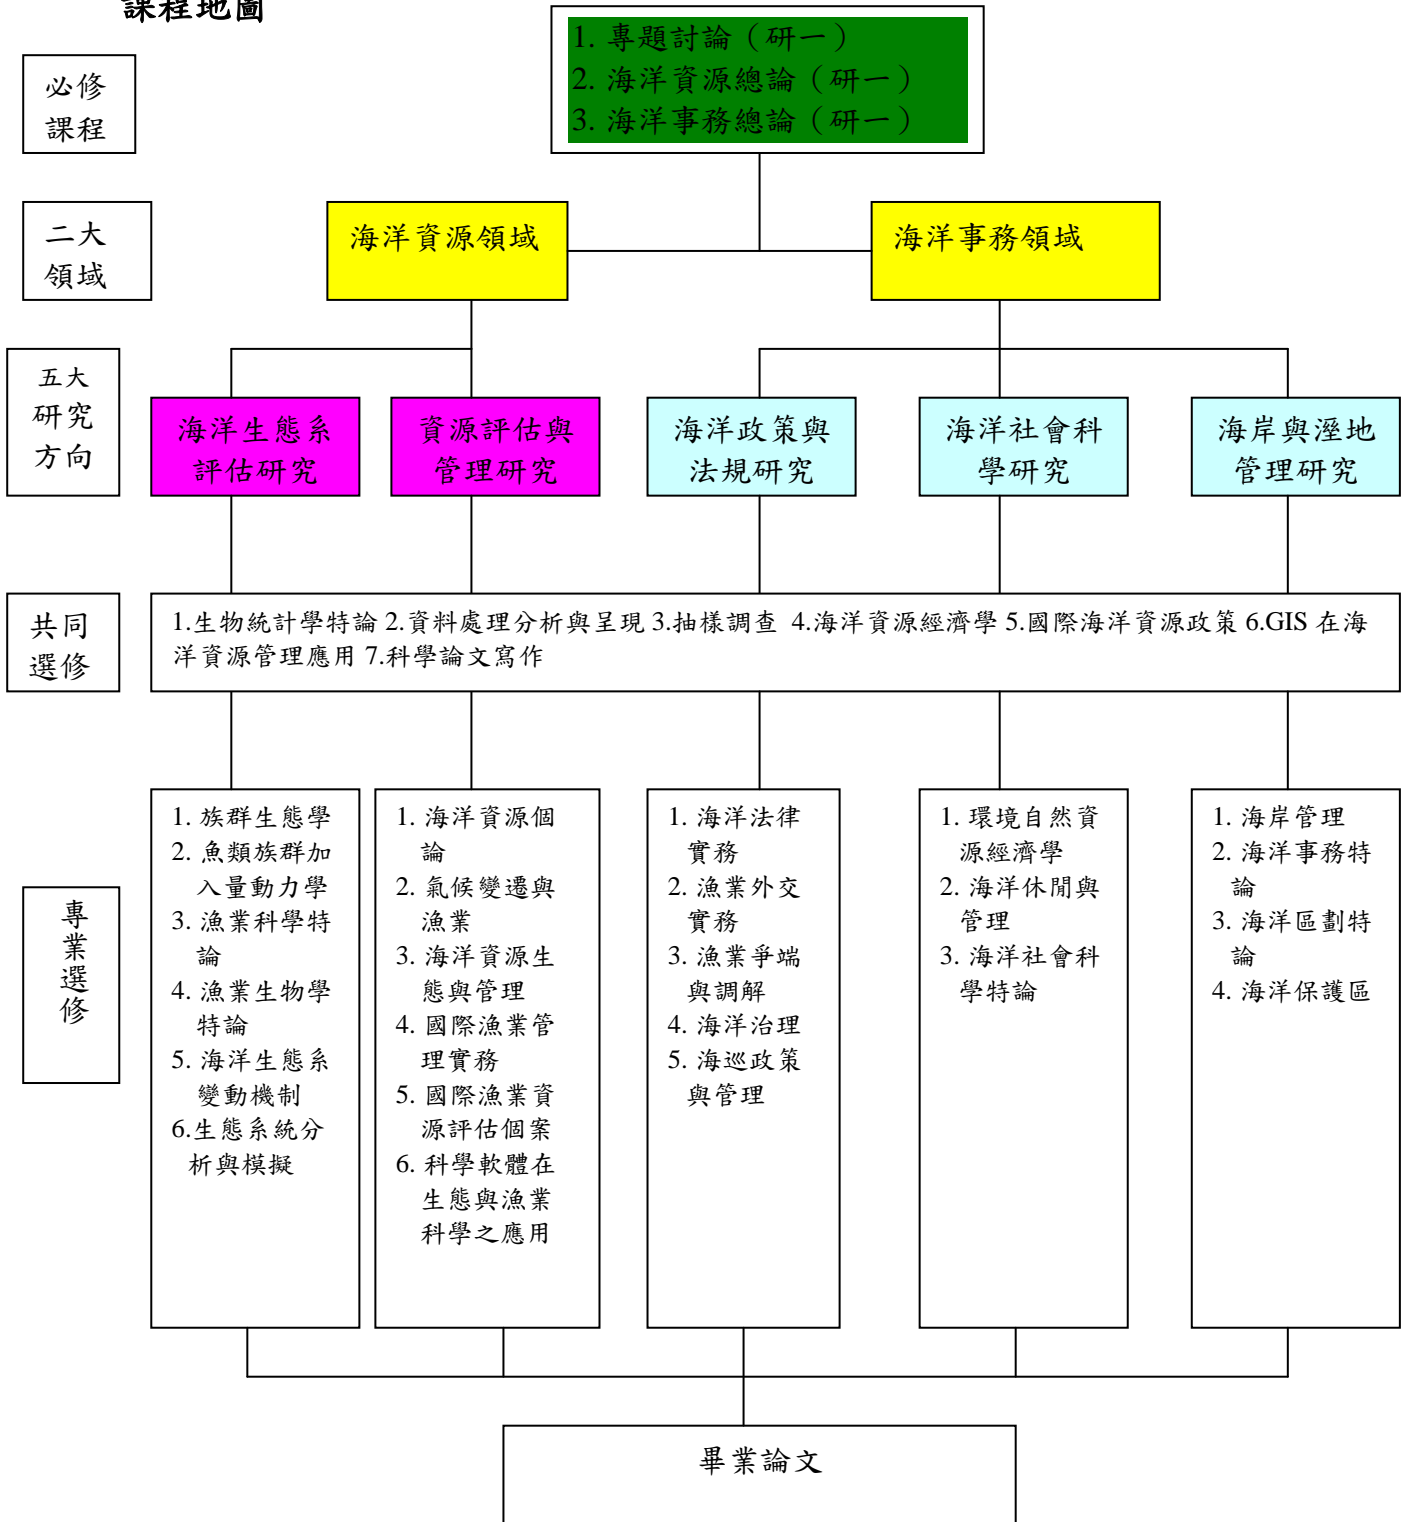 課程地圖
必修
課程
1. 專題討論（研一）
2. 海洋資源總論（研一）
3. 海洋事務總論（研一）
二大
領域
海洋資源領域
海洋事務領域
五大
研究
方向
海洋生態系
評估研究
資源評估與
管理研究
海洋政策與
法規研究
海洋社會科
學研究
海岸與溼地
管理研究
共同
選修
1.生物統計學特論 2.資料處理分析與呈現 3.抽樣調查 4.海洋資源經濟學 5.國際海洋資源政策 6.GIS 在海
洋資源管理應用 7.科學論文寫作
專
業
選
修
1. 族群生態學
2. 魚類族群加
入量動力學
3. 漁業科學特
論
4. 漁業生物學
特論
5. 海洋生態系
變動機制
6.生態系統分
析與模擬
1. 海洋資源個
論
2. 氣候變遷與
漁業
3. 海洋資源生
態與管理
4. 國際漁業管
理實務
5. 國際漁業資
源評估個案
6. 科學軟體在
生態與漁業
科學之應用
1. 海洋法律
實務
2. 漁業外交
實務
3. 漁業爭端
與調解
4. 海洋治理
5. 海巡政策
與管理
1. 環境自然資
源經濟學
2. 海洋休閒與
管理
3. 海洋社會科
學特論
1. 海岸管理
2. 海洋事務特
論
3. 海洋區劃特
論
4. 海洋保護區
畢業論文